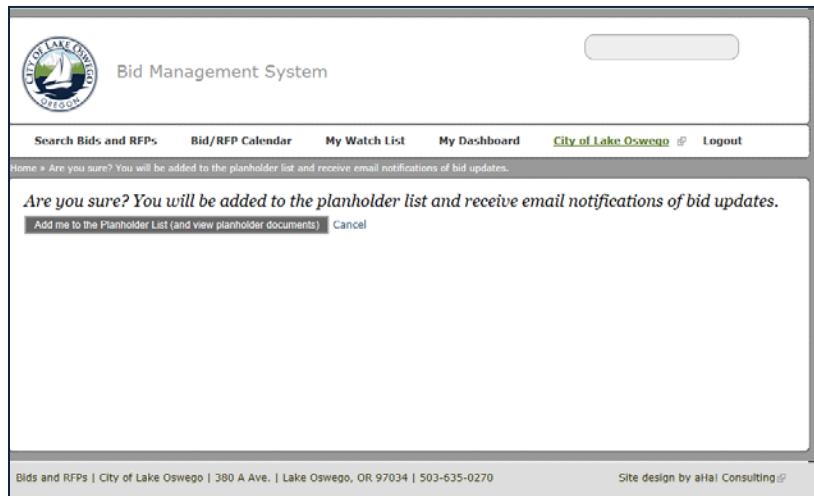 CITY OF LAKE OSWEGO
OREGON
Bid Management System
Search Bids and RFPs Bid/RFP Calendar My Watch List My Dashboard City of Lake Oswego Logout
Home » Are you sure? You will be added to the planholder list and receive email notifications of bid updates.
Are you sure? You will be added to the planholder list and receive email notifications of bid updates.
Add me to the Planholder List (and view planholder documents) Cancel
Bids and RFPs | City of Lake Oswego | 380 A Ave. | Lake Oswego, OR 97034 | 503-635-0270 Site design by aHa! Consulting